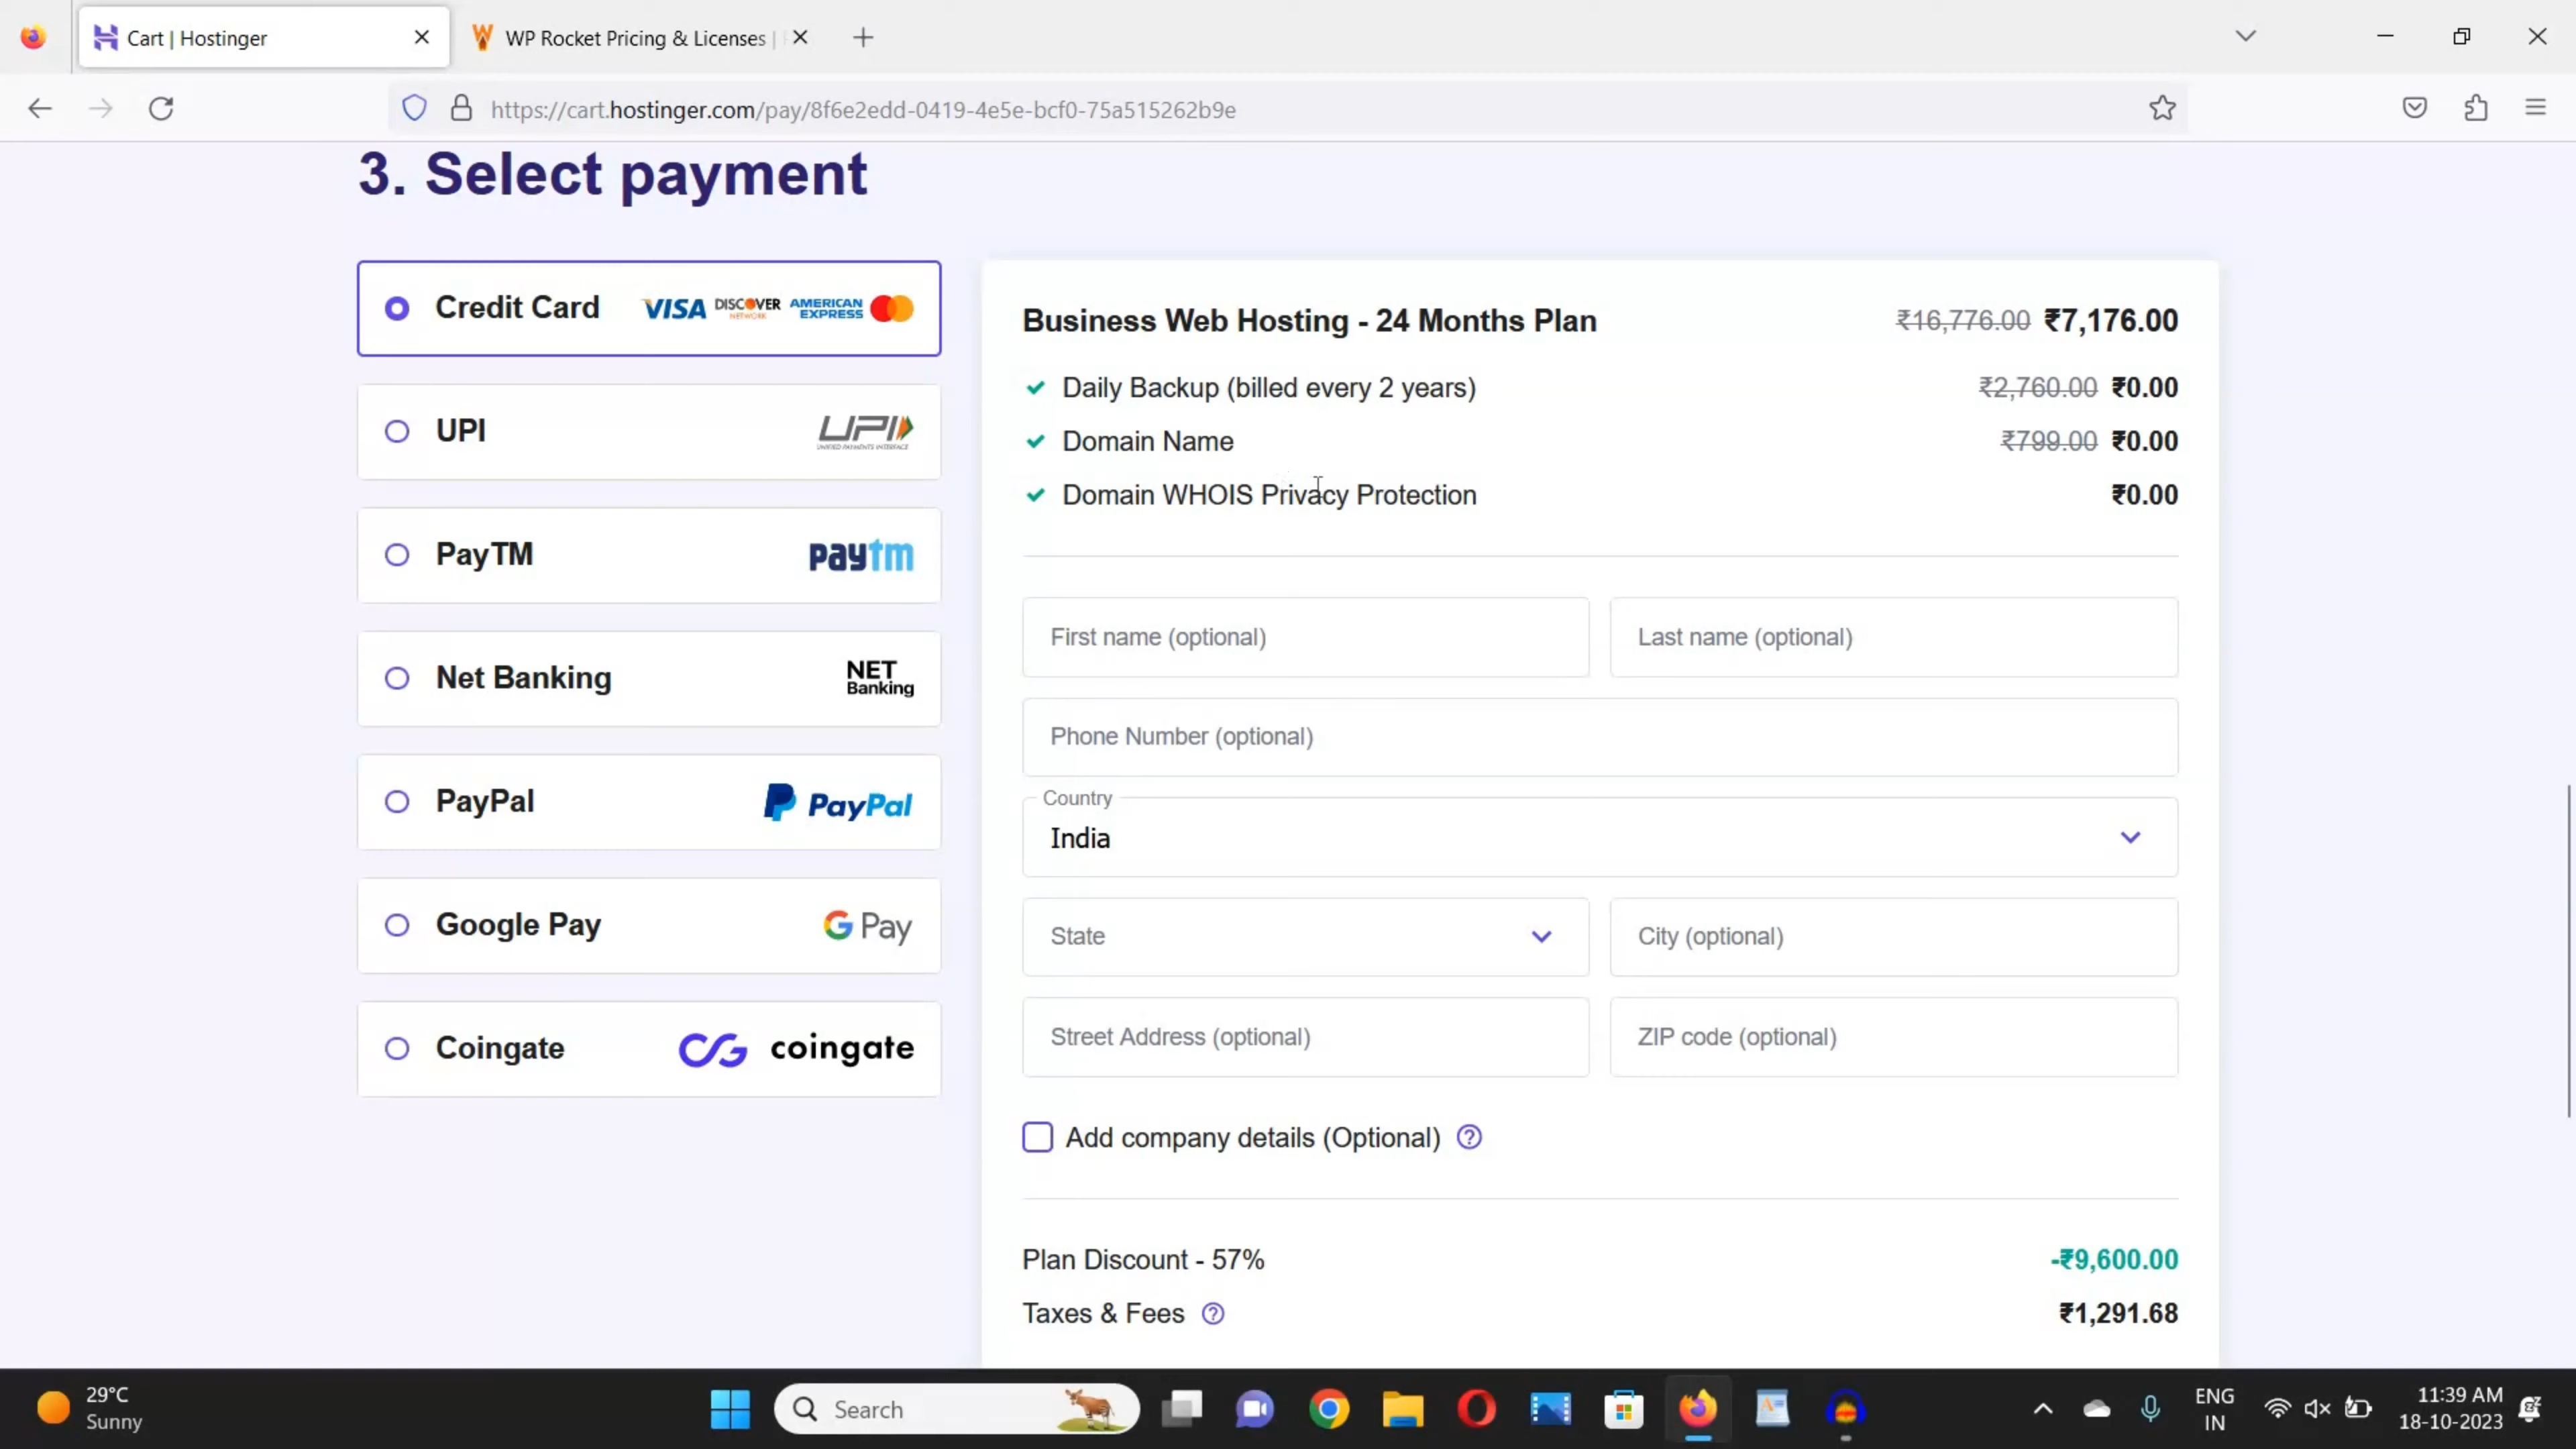 Cart | Hostinger
WP Rocket Pricing & Licenses |
https://cart.hostinger.com/pay/8f6e2edd-0419-4e5e-bcf0-75a515262b9e
3. Select payment
Credit Card VISA DISCOVER NETWORK AMERICAN EXPRESS
UPI UPI UNIFIED PAYMENTS INTERFACE
PayTM paytm
Net Banking NET Banking
PayPal PayPal
Google Pay G Pay
Coingate coingate
Business Web Hosting - 24 Months Plan ₹16,776.00 ₹7,176.00
Daily Backup (billed every 2 years) ₹2,760.00 ₹0.00
Domain Name ₹799.00 ₹0.00
Domain WHOIS Privacy Protection ₹0.00
First name (optional) Last name (optional)
Phone Number (optional)
Country
India
State City (optional)
Street Address (optional) ZIP code (optional)
Add company details (Optional) ?
Plan Discount - 57% -₹9,600.00
Taxes & Fees ? ₹1,291.68
29°C
Sunny
Search
ENG
IN
11:39 AM
18-10-2023